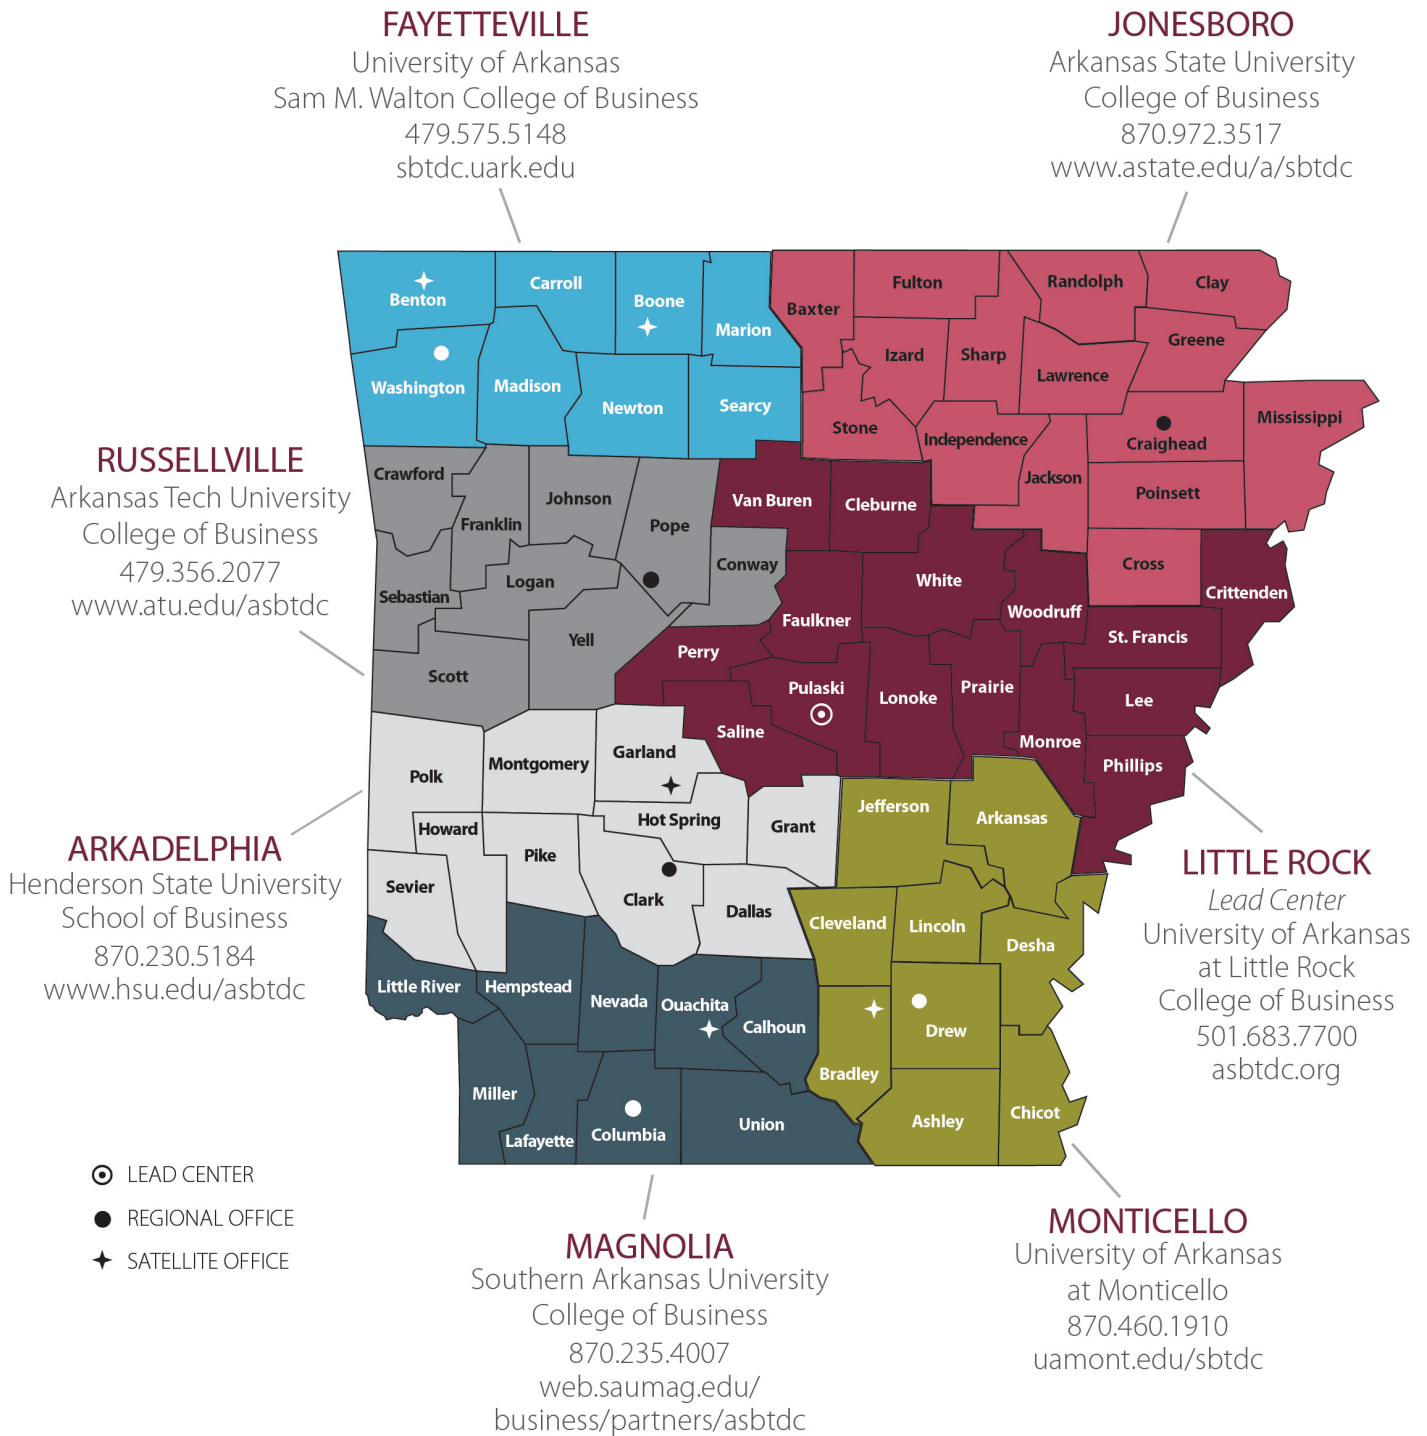 FAYETTEVILLE
University of Arkansas
Sam M. Walton College of Business
479.575.5148
sbtdc.uark.edu
JONESBORO
Arkansas State University
College of Business
870.972.3517
www.astate.edu/a/sbtdc
Benton
Carroll
Boone
Marion
Washington
Madison
Newton
Searcy
Baxter
Fulton
Randolph
Clay
Izard
Sharp
Lawrence
Greene
Stone
Independence
Jackson
Craighead
Mississippi
Poinsett
Cross
RUSSELLVILLE
Arkansas Tech University
College of Business
479.356.2077
www.atu.edu/asbtdc
Crawford
Franklin
Johnson
Pope
Sebastian
Logan
Conway
Yell
Scott
Van Buren
Cleburne
White
Woodruff
Crittenden
Faulkner
St. Francis
Perry
Pulaski
Lonoke
Prairie
Lee
Saline
Monroe
Phillips
ARKADELPHIA
Henderson State University
School of Business
870.230.5184
www.hsu.edu/asbtdc
Polk
Montgomery
Garland
Hot Spring
Grant
Howard
Pike
Sevier
Clark
Dallas
Jefferson
Arkansas
Cleveland
Lincoln
Desha
Drew
Bradley
Ashley
Chicot
LITTLE ROCK
Lead Center
University of Arkansas
at Little Rock
College of Business
501.683.7700
asbtdc.org
Little River
Hempstead
Nevada
Ouachita
Calhoun
Miller
Lafayette
Columbia
Union
LEAD CENTER
REGIONAL OFFICE
SATELLITE OFFICE
MAGNOLIA
Southern Arkansas University
College of Business
870.235.4007
web.saumag.edu/
business/partners/asbtdc
MONTICELLO
University of Arkansas
at Monticello
870.460.1910
uamont.edu/sbtdc